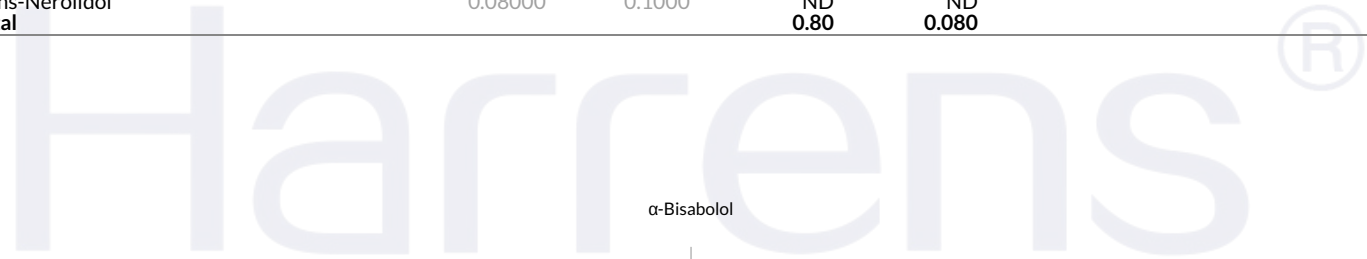 ns-Nerolidol 0.08000 0.1000 ND ND
al 0.80 0.080
Harrens®
α-Bisabolol